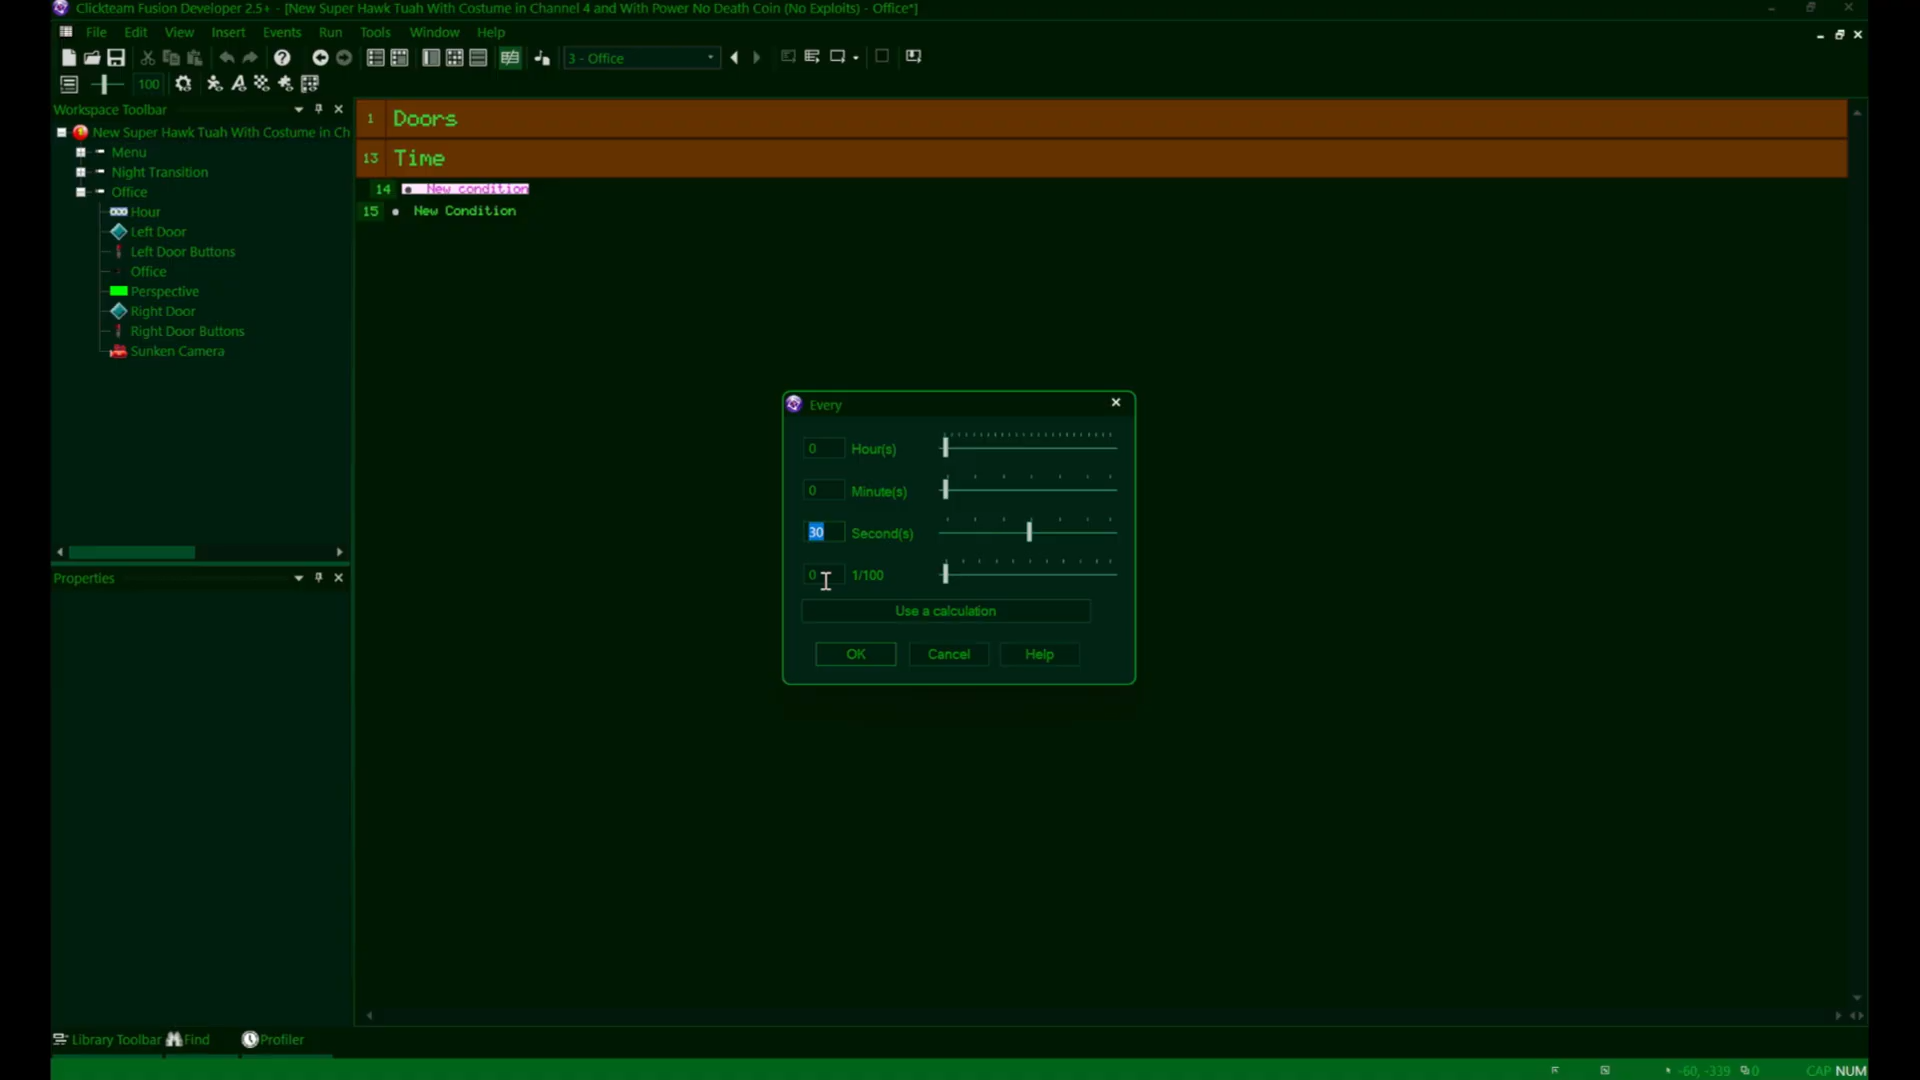 Clickteam Fusion Developer 2.5+ - [New Super Hawk Tuah With Costume in Channel 4 and With Power No Death Coin (No Exploits) - Office*]
File Edit View Insert Events Run Tools Window Help
3 - Office
100
Workspace Toolbar
New Super Hawk Tuah With Costume in Ch
Menu
Night Transition
Office
Hour
Left Door
Left Door Buttons
Office
Perspective
Right Door
Right Door Buttons
Sunken Camera
Properties
1 Doors
13 Time
14 New condition
15 New Condition
Every
0 Hour(s)
0 Minute(s)
30 Second(s)
0 1/100
Use a calculation
OK Cancel Help
Library Toolbar Find Profiler
-60, -339 0 CAP NUM